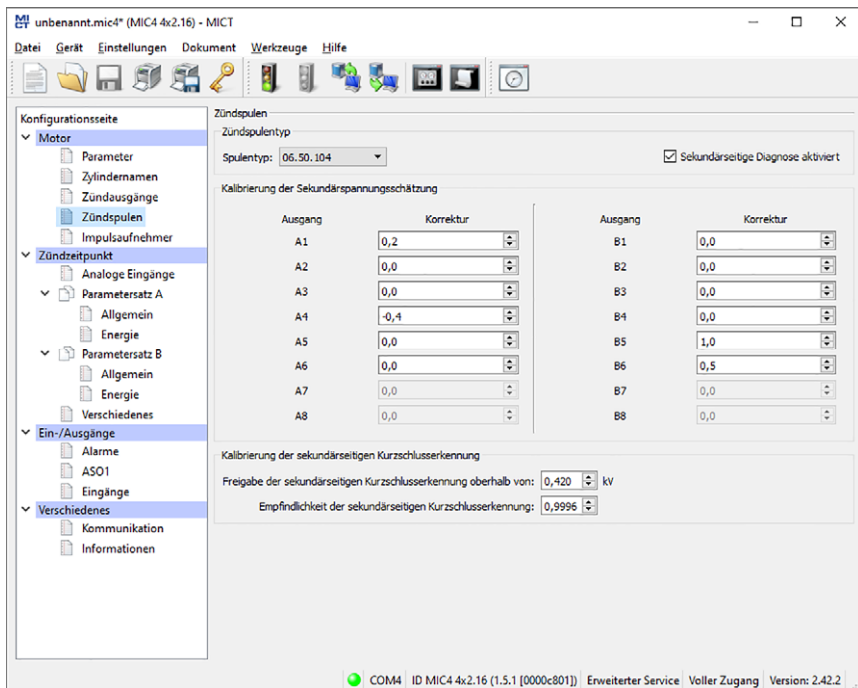 unbenannt.mic4* (MIC4 4x2.16) - MICT
Datei Gerät Einstellungen Dokument Werkzeuge Hilfe
Konfigurationsseite
Motor
Parameter
Zylindernamen
Zündausgänge
Zündspulen
Impulsaufnehmer
Zündzeitpunkt
Analoge Eingänge
Parametersatz A
Allgemein
Energie
Parametersatz B
Allgemein
Energie
Verschiedenes
Ein-/Ausgänge
Alarme
ASO1
Eingänge
Verschiedenes
Kommunikation
Informationen
Zündspulen
Zündspulentyp
Spulentyp: 06.50.104 Sekundärseitige Diagnose aktiviert
Kalibrierung der Sekundärspannungsschätzung
Ausgang Korrektur Ausgang Korrektur
A1 0,2 B1 0,0
A2 0,0 B2 0,0
A3 0,0 B3 0,0
A4 -0,4 B4 0,0
A5 0,0 B5 1,0
A6 0,0 B6 0,5
A7 0,0 B7 0,0
A8 0,0 B8 0,0
Kalibrierung der sekundärseitigen Kurzschlusserkennung
Freigabe der sekundärseitigen Kurzschlusserkennung oberhalb von: 0,420 kV
Empfindlichkeit der sekundärseitigen Kurzschlusserkennung: 0,9996
COM4 ID MIC4 4x2.16 (1.5.1 [0000c801]) Erweiterter Service Voller Zugang Version: 2.42.2